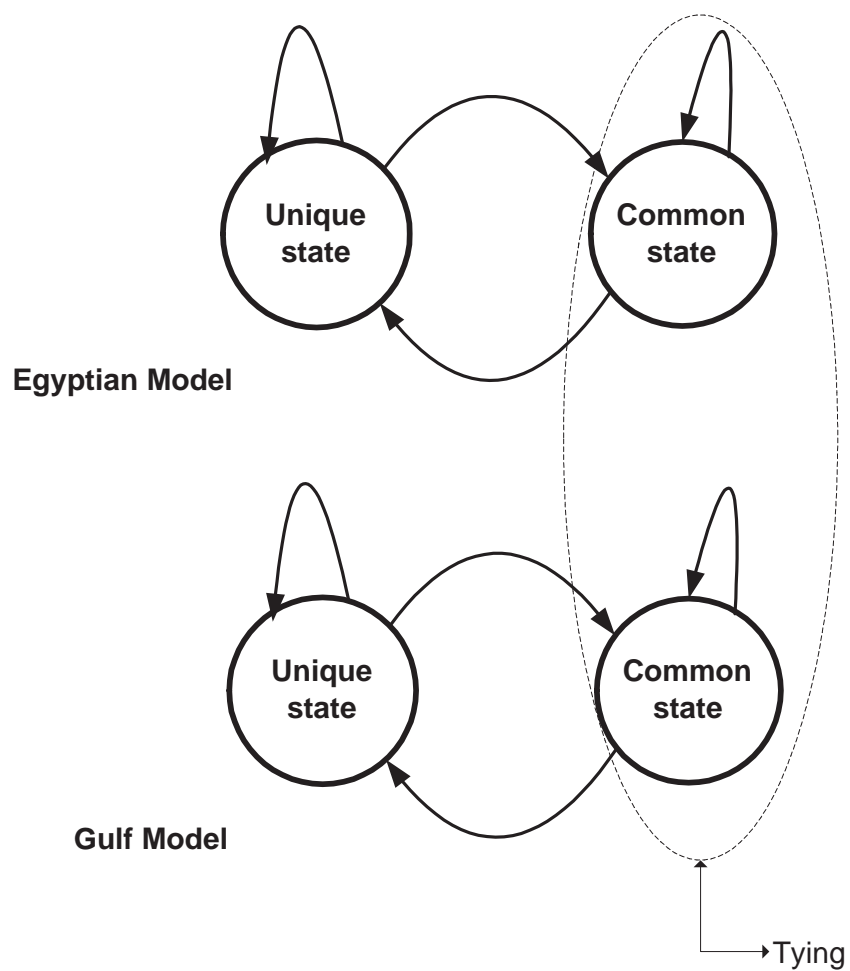 Unique
state
Common
state
Egyptian Model
Unique
state
Common
state
Gulf Model
Tying